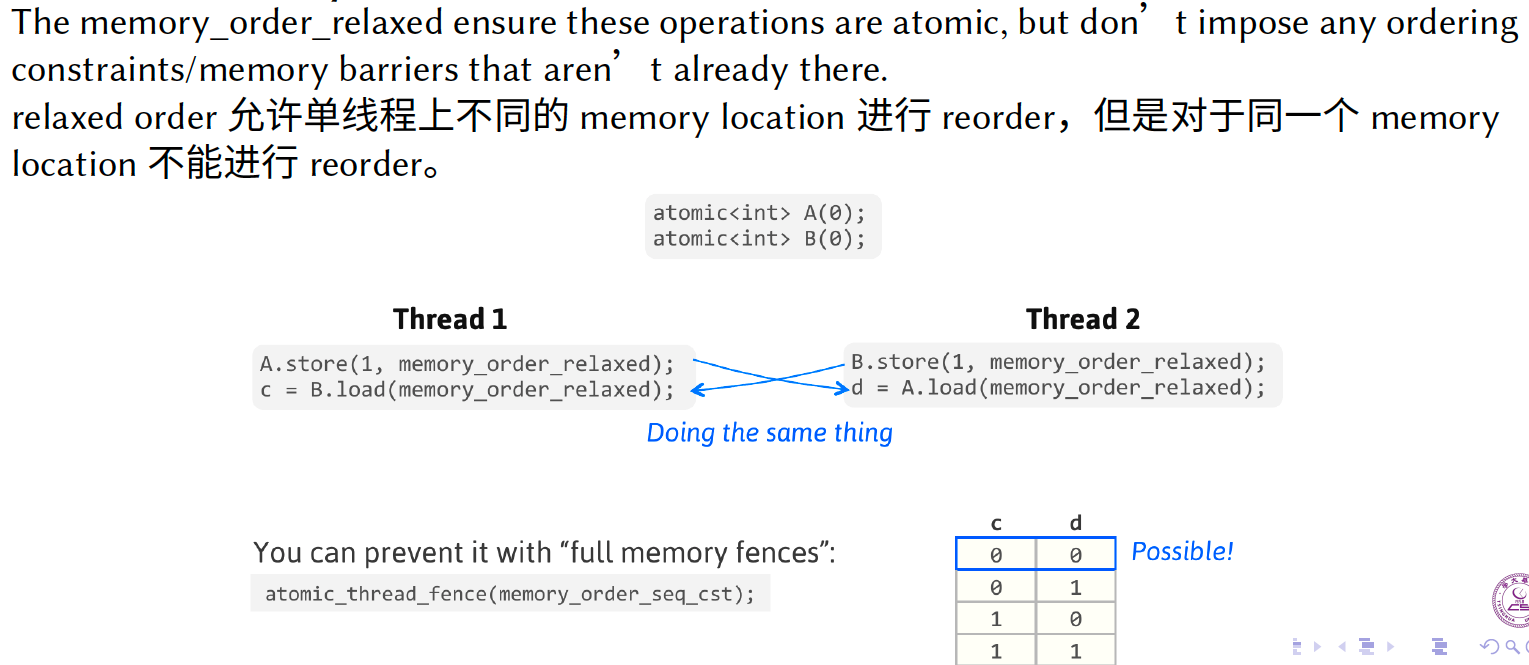 The memory_order_relaxed ensure these operations are atomic, but don’t impose any ordering
constraints/memory barriers that aren’t already there.
relaxed order 允许单线程上不同的 memory location 进行 reorder，但是对于同一个 memory
location 不能进行 reorder。
atomic<int> A(0);
atomic<int> B(0);
Thread 1
A.store(1, memory_order_relaxed);
c = B.load(memory_order_relaxed);
Thread 2
B.store(1, memory_order_relaxed);
d = A.load(memory_order_relaxed);
Doing the same thing
You can prevent it with “full memory fences”:
atomic_thread_fence(memory_order_seq_cst);
c d
0 0 Possible!
0 1
1 0
1 1